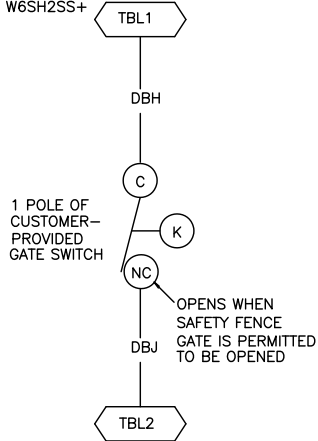 W6SH2SS+
TBL1
DBH
C
1 POLE OF
CUSTOMER-
PROVIDED
GATE SWITCH
K
NC
OPENS WHEN
SAFETY FENCE
GATE IS PERMITTED
TO BE OPENED
DBJ
TBL2